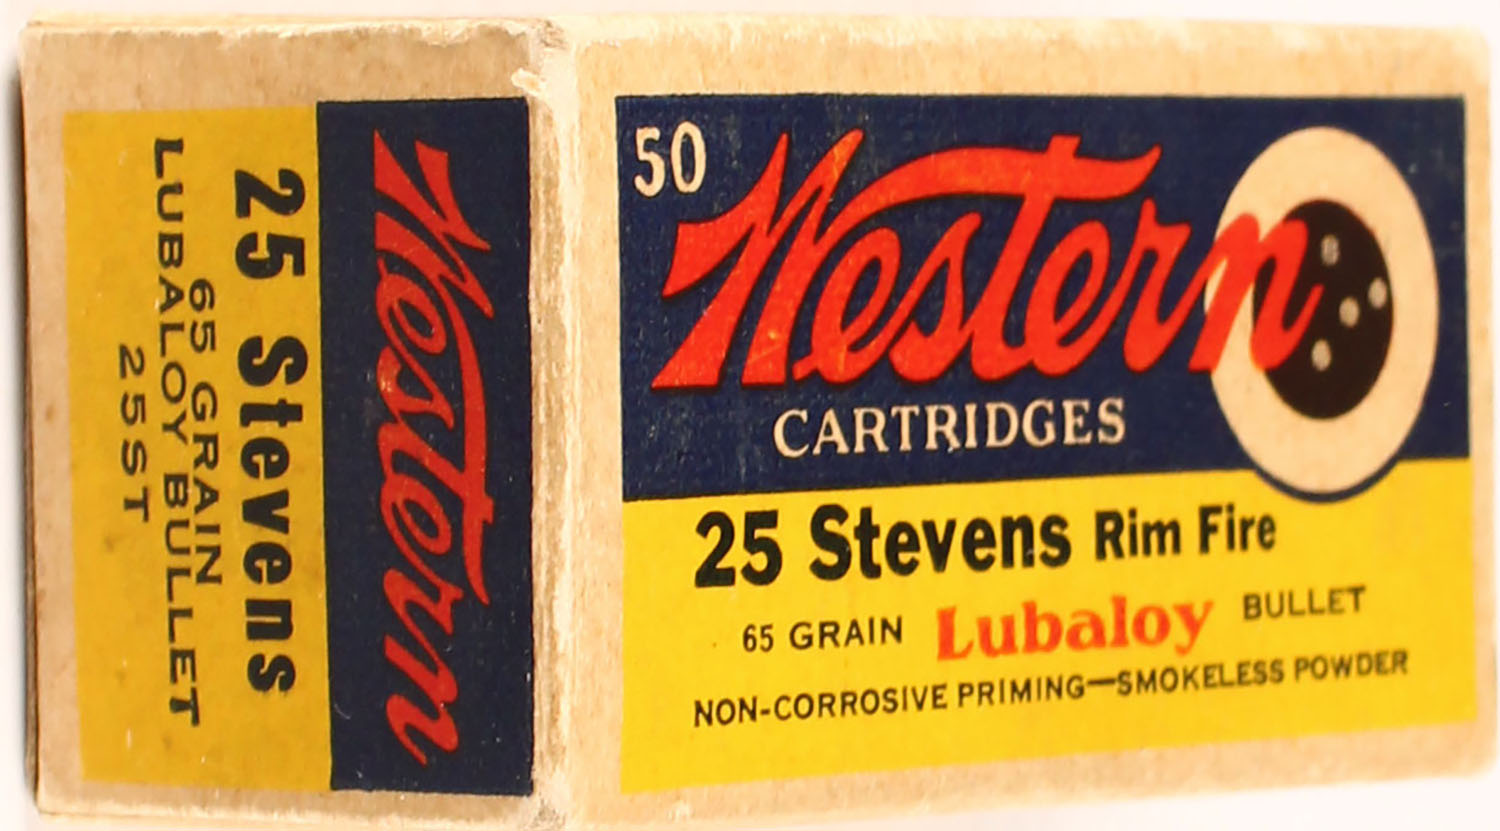 50
Western
CARTRIDGES
25 Stevens Rim Fire
65 GRAIN Lubaloy BULLET
NON-CORROSIVE PRIMING—SMOKELESS POWDER
Western
25 Stevens
65 GRAIN
LUBALOY BULLET
25ST